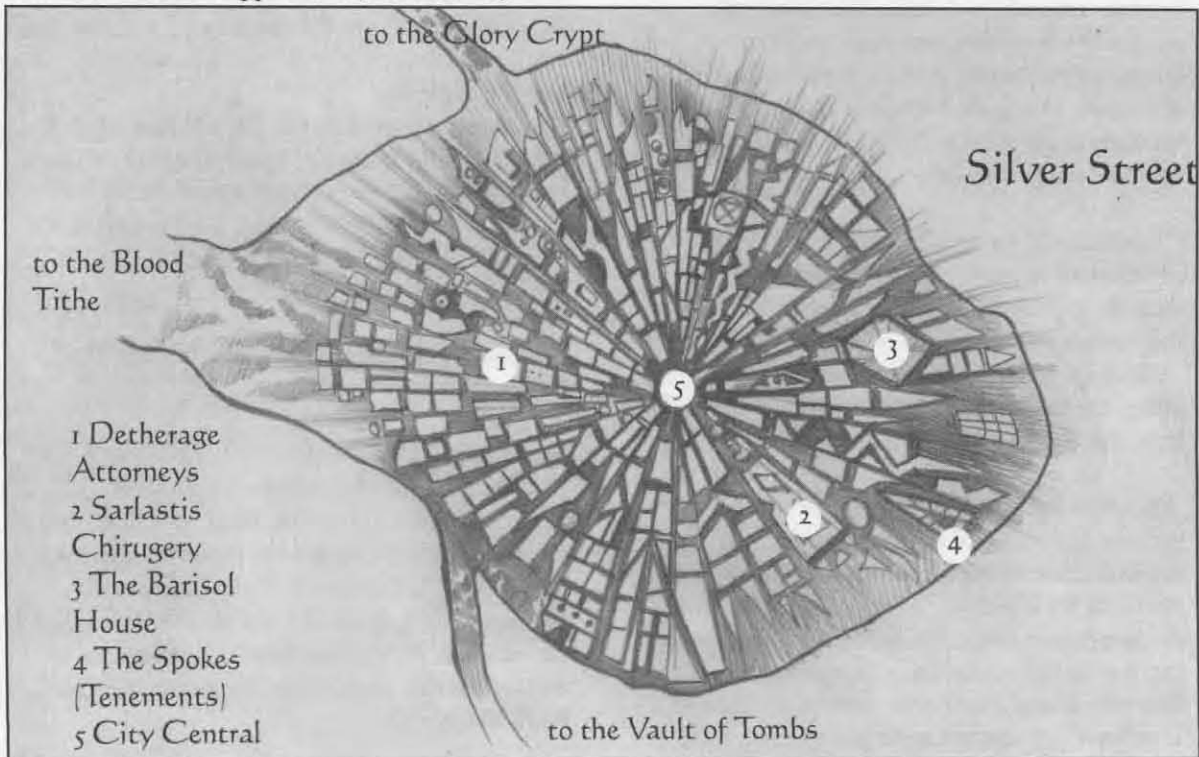 to the Glory Crypt
Silver Street
to the Blood
Tithe
1
3
5
2
4
1 Detherage
Attorneys
2 Sarlastis
Chirugery
3 The Barisol
House
4 The Spokes
(Tenements)
5 City Central
to the Vault of Tombs